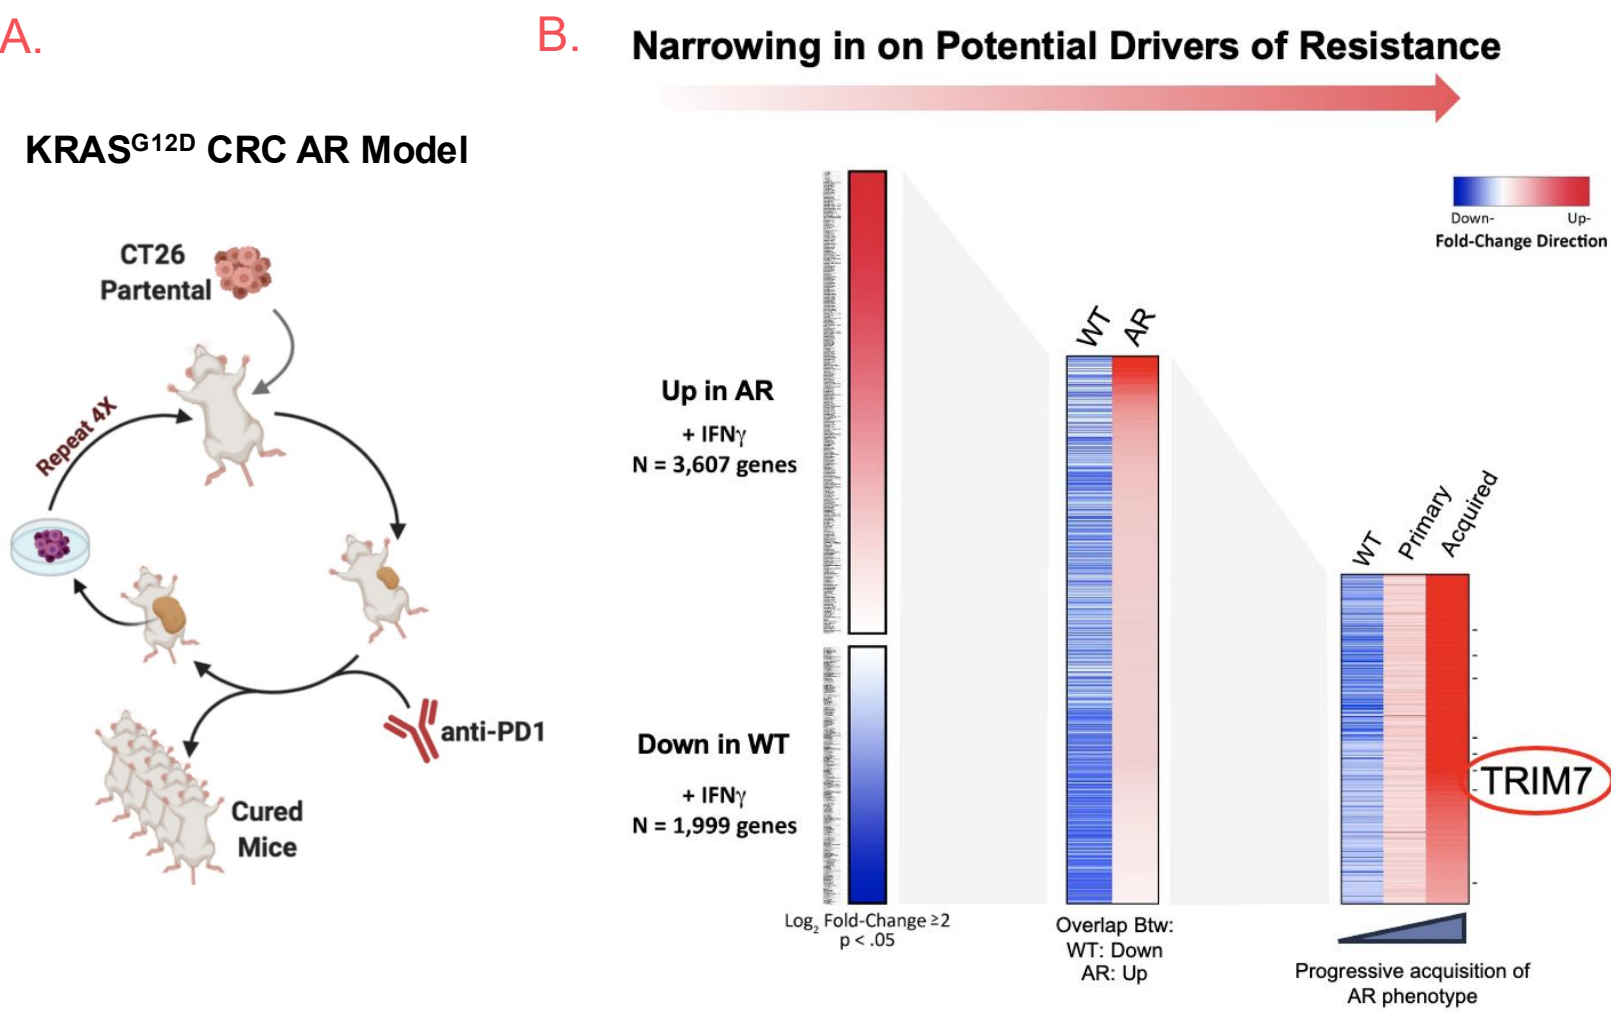 A.
KRASG12D CRC AR Model
CT26
Partental
Repeat 4X
anti-PD1
Cured
Mice
B.
Narrowing in on Potential Drivers of Resistance
Down-
Up-
Fold-Change Direction
Up in AR
+ IFNγ
N = 3,607 genes
Down in WT
+ IFNγ
N = 1,999 genes
Log2 Fold-Change ≥2
p < .05
WT
AR
Overlap Btw:
WT: Down
AR: Up
WT
Primary
Acquired
TRIM7
Progressive acquisition of
AR phenotype